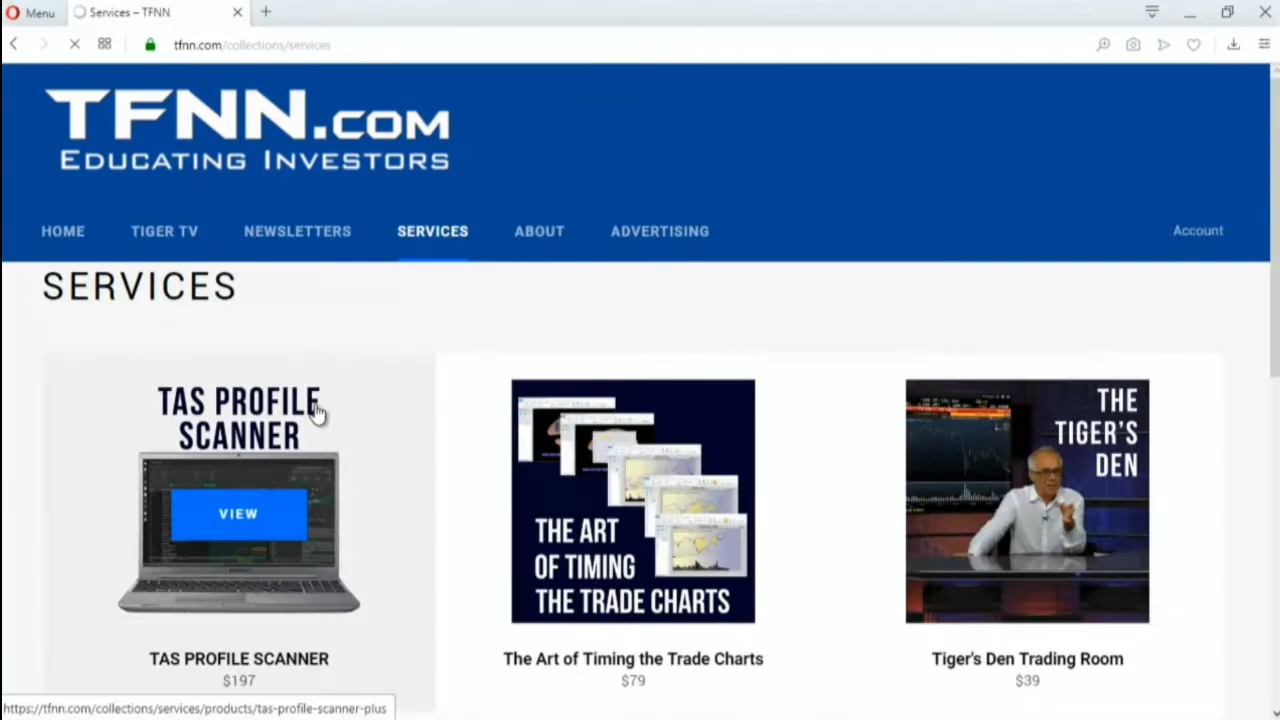 Menu
Services – TFNN
tfnn.com/collections/services
TFNN.COM
EDUCATING INVESTORS
HOME TIGER TV NEWSLETTERS SERVICES ABOUT ADVERTISING Account
SERVICES
TAS PROFILE
SCANNER
VIEW
TAS PROFILE SCANNER
$197
THE ART
OF TIMING
THE TRADE CHARTS
The Art of Timing the Trade Charts
$79
THE
TIGER'S
DEN
Tiger's Den Trading Room
$39
https://tfnn.com/collections/services/products/tas-profile-scanner-plus